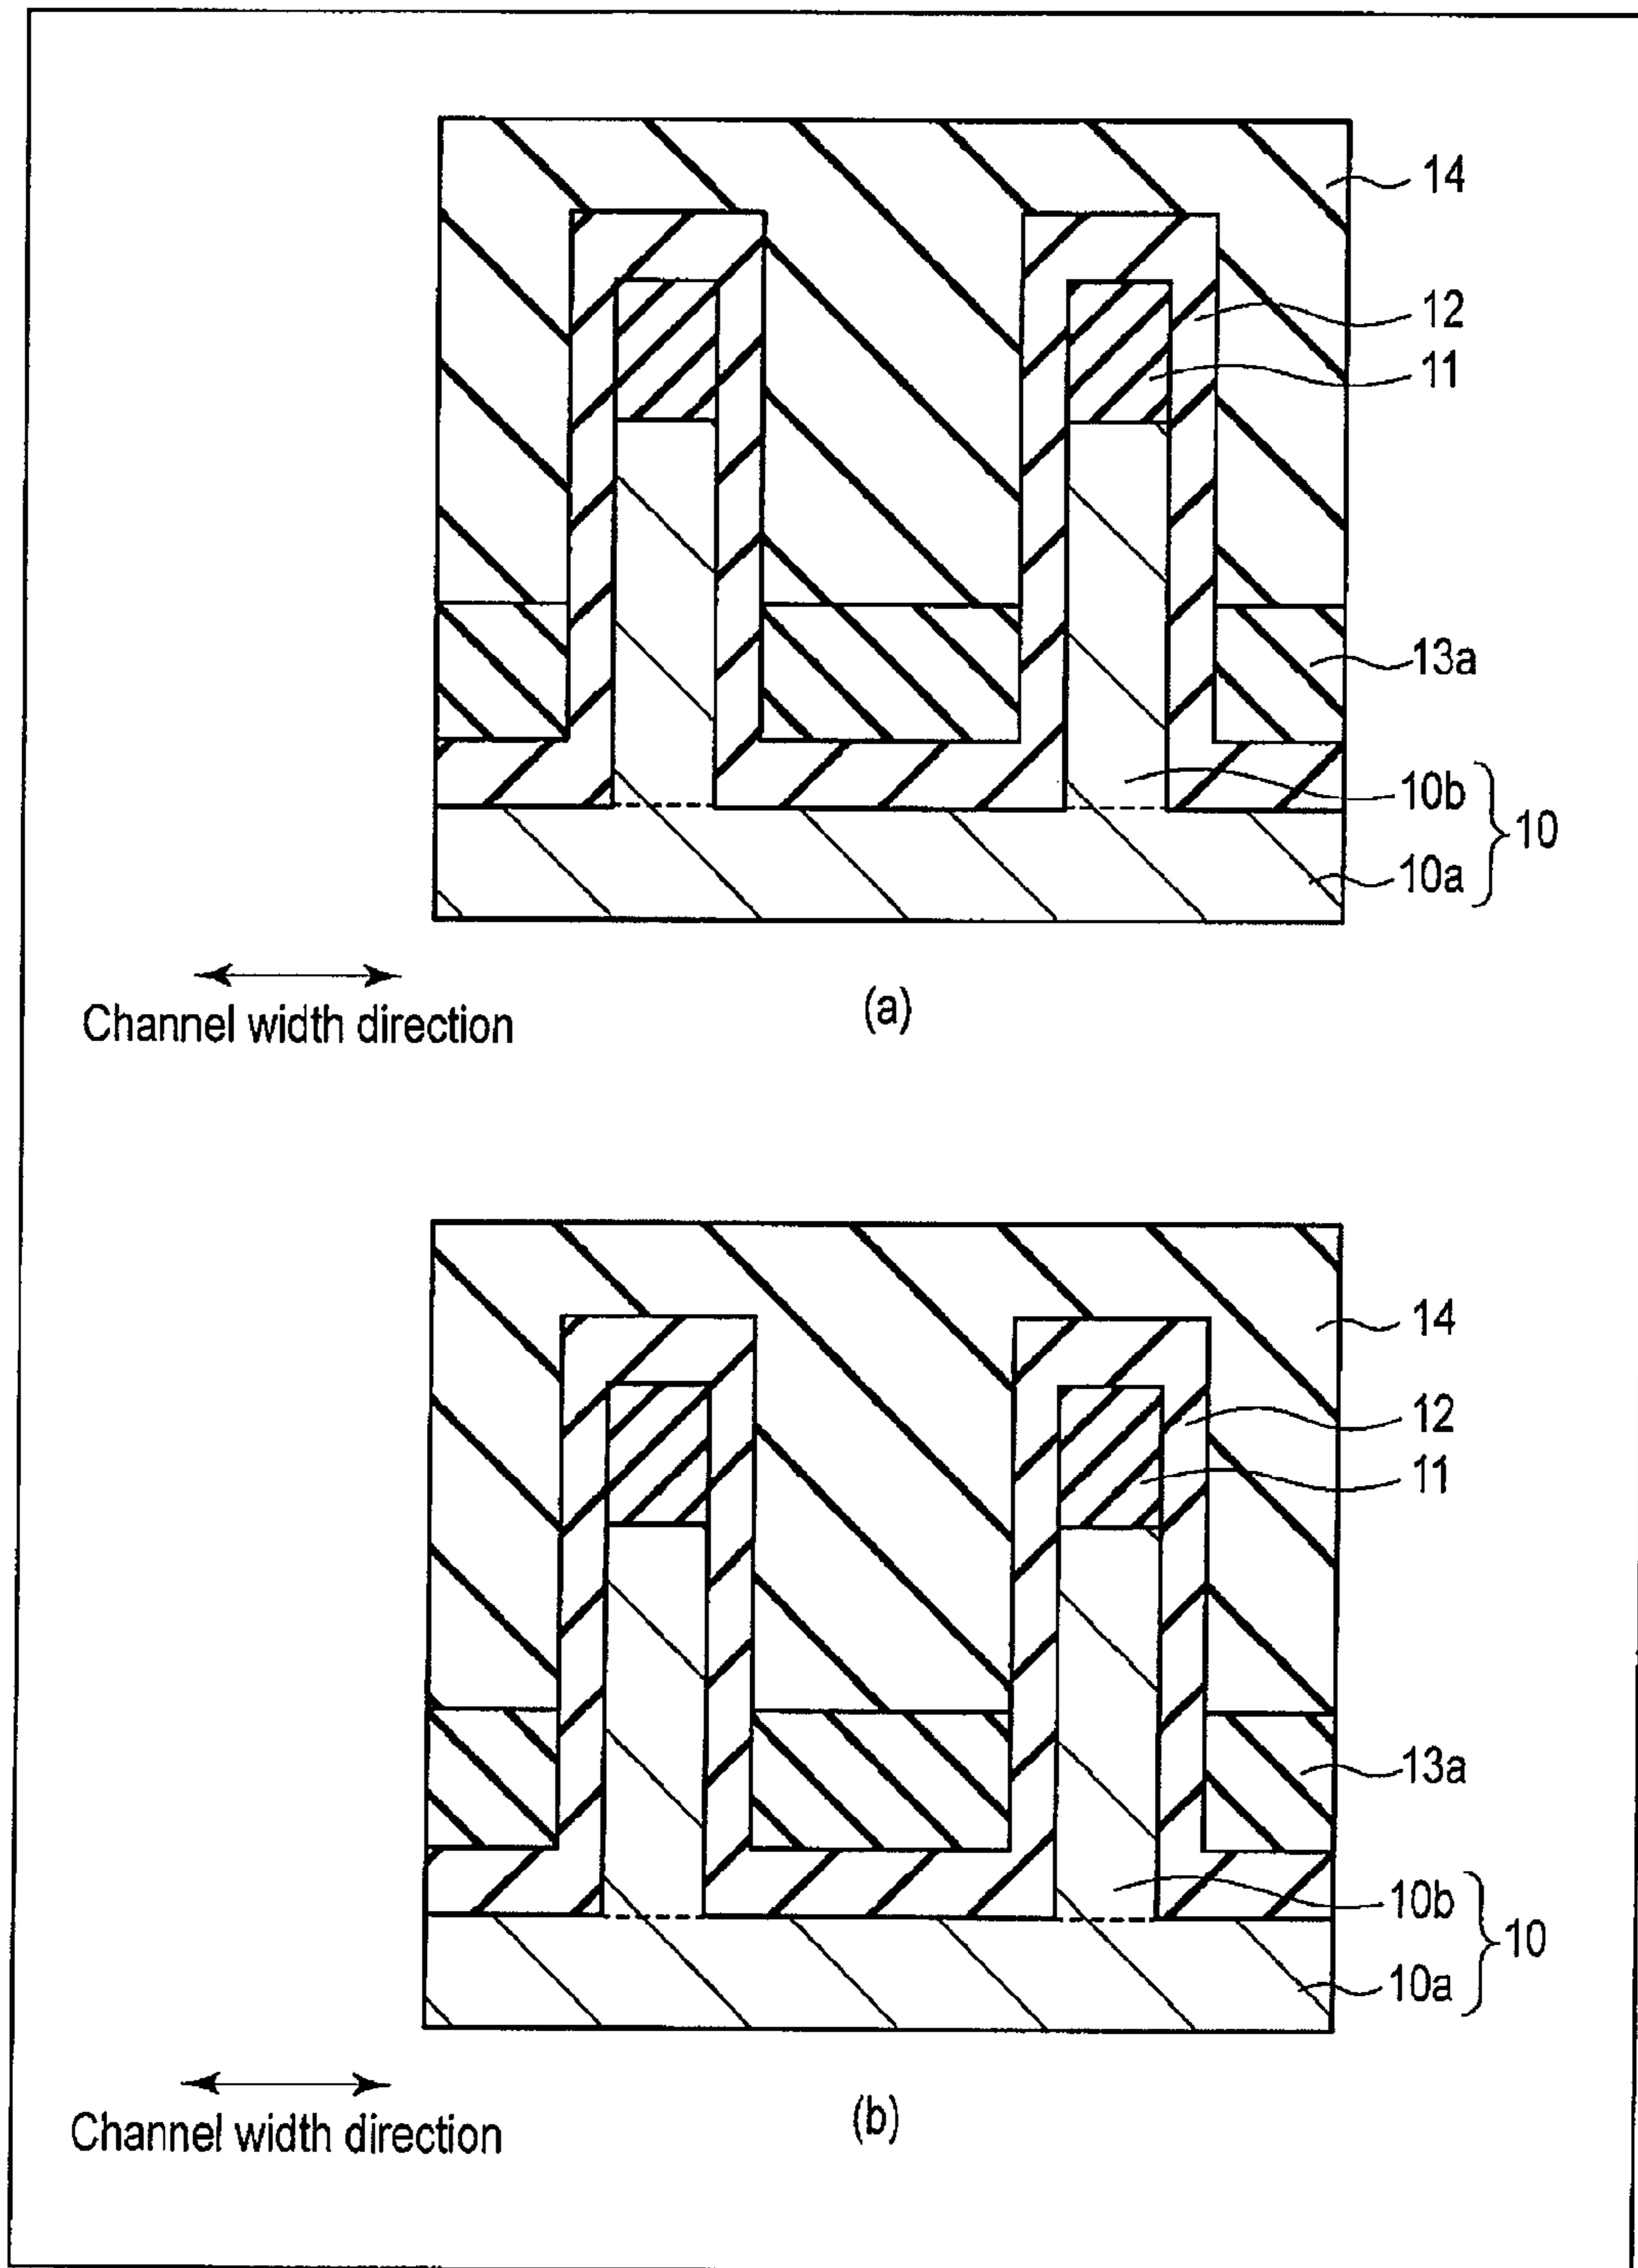 14
12
11
13a
10b
10
10a
Channel width direction
(a)
14
12
11
13a
10b
10
10a
Channel width direction
(b)